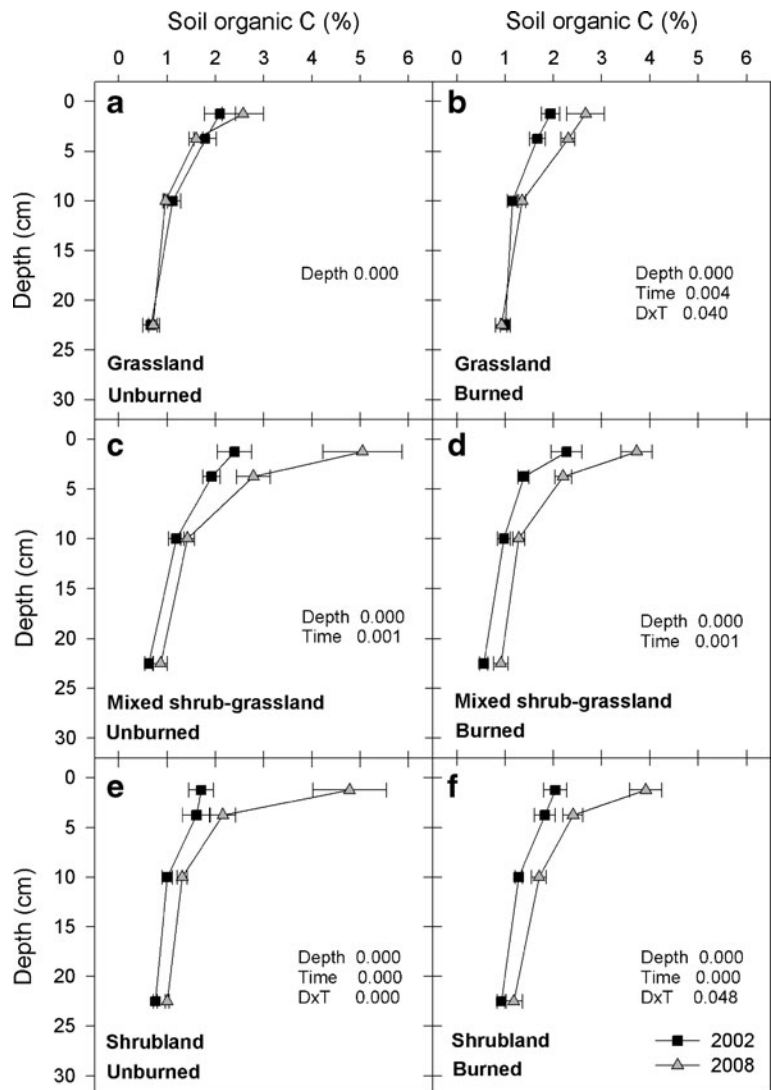 Soil organic C (%)
Soil organic C (%)
0 1 2 3 4 5 6
0 1 2 3 4 5 6
a
0
5
10
15
20
25
30
Depth (cm)
Depth 0.000
Grassland
Unburned
b
Depth 0.000
Time 0.004
DxT 0.040
Grassland
Burned
c
0
5
10
15
20
25
30
Depth (cm)
Depth 0.000
Time 0.001
Mixed shrub-grassland
Unburned
d
Depth 0.000
Time 0.001
Mixed shrub-grassland
Burned
e
0
5
10
15
20
25
30
Depth (cm)
Depth 0.000
Time 0.000
DxT 0.000
Shrubland
Unburned
f
Depth 0.000
Time 0.000
DxT 0.048
Shrubland
Burned
2002
2008